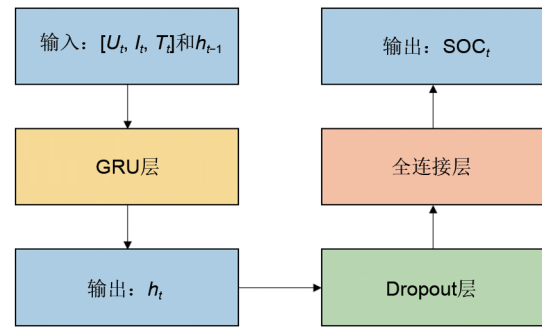 输入：[Ut, It, Tt]和ht−1
GRU层
输出：ht
Dropout层
全连接层
输出：SOCt